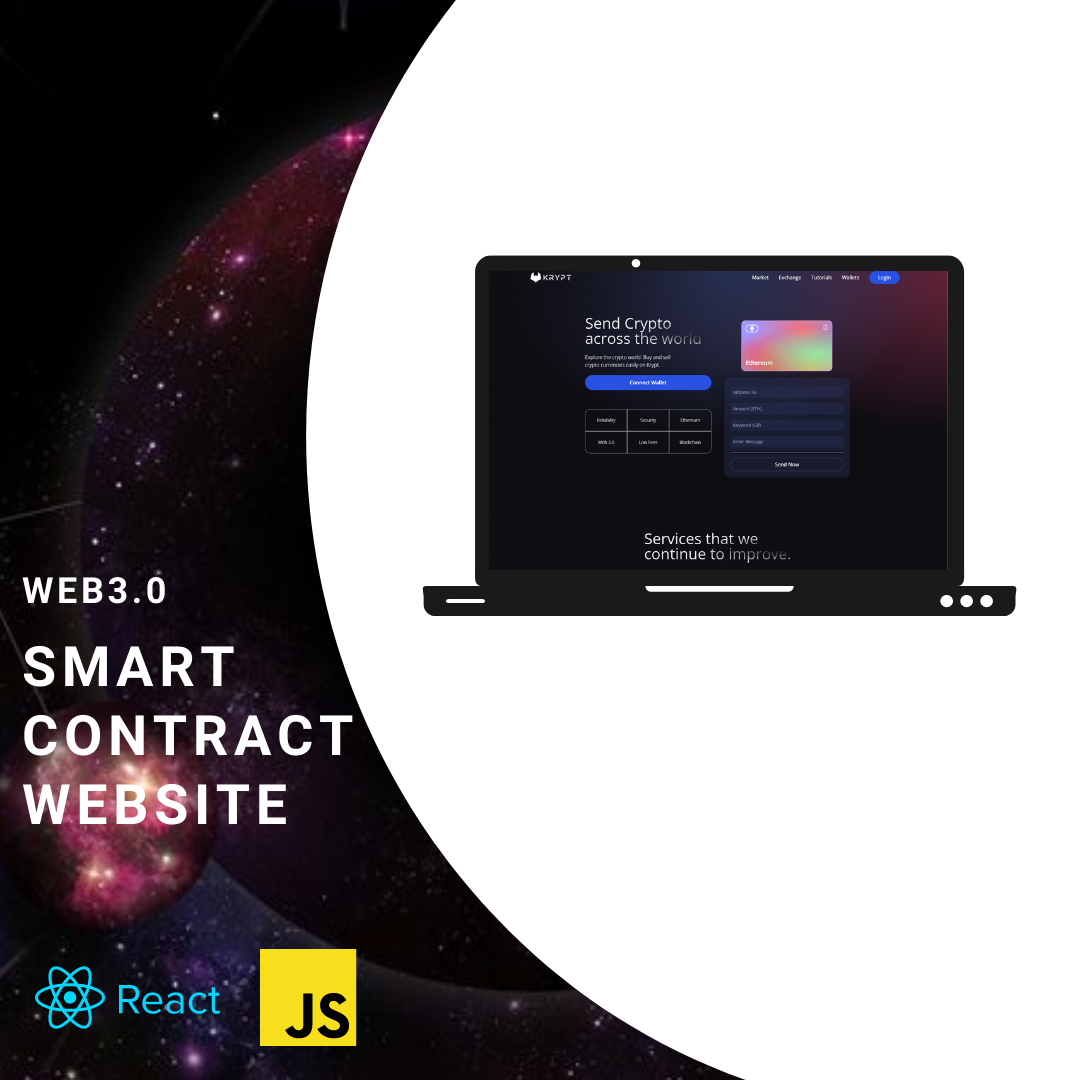 WEB3.0
SMART
CONTRACT
WEBSITE
React
JS
KRYPT
Market Exchange Tutorials Wallets Login
Send Crypto
across the world
Explore the crypto world. Buy and sell
crypto currencies easily on Krypt.
Connect Wallet
Reliability Security Ethereum
Web 3.0 Low Fees Blockchain
Ethereum
Address To
Amount (ETH)
Keyword (Gif)
Enter Message
Send Now
Services that we
continue to improve.